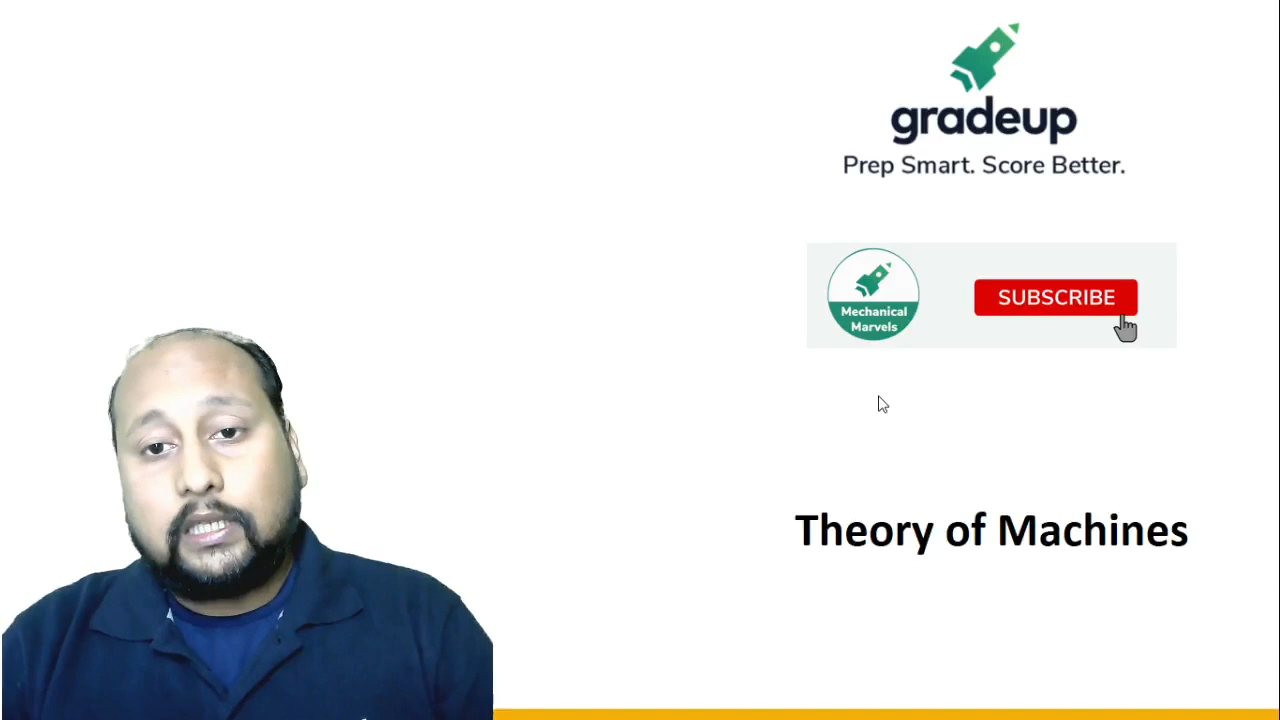 gradeup
Prep Smart. Score Better.
Mechanical
Marvels
SUBSCRIBE
Theory of Machines